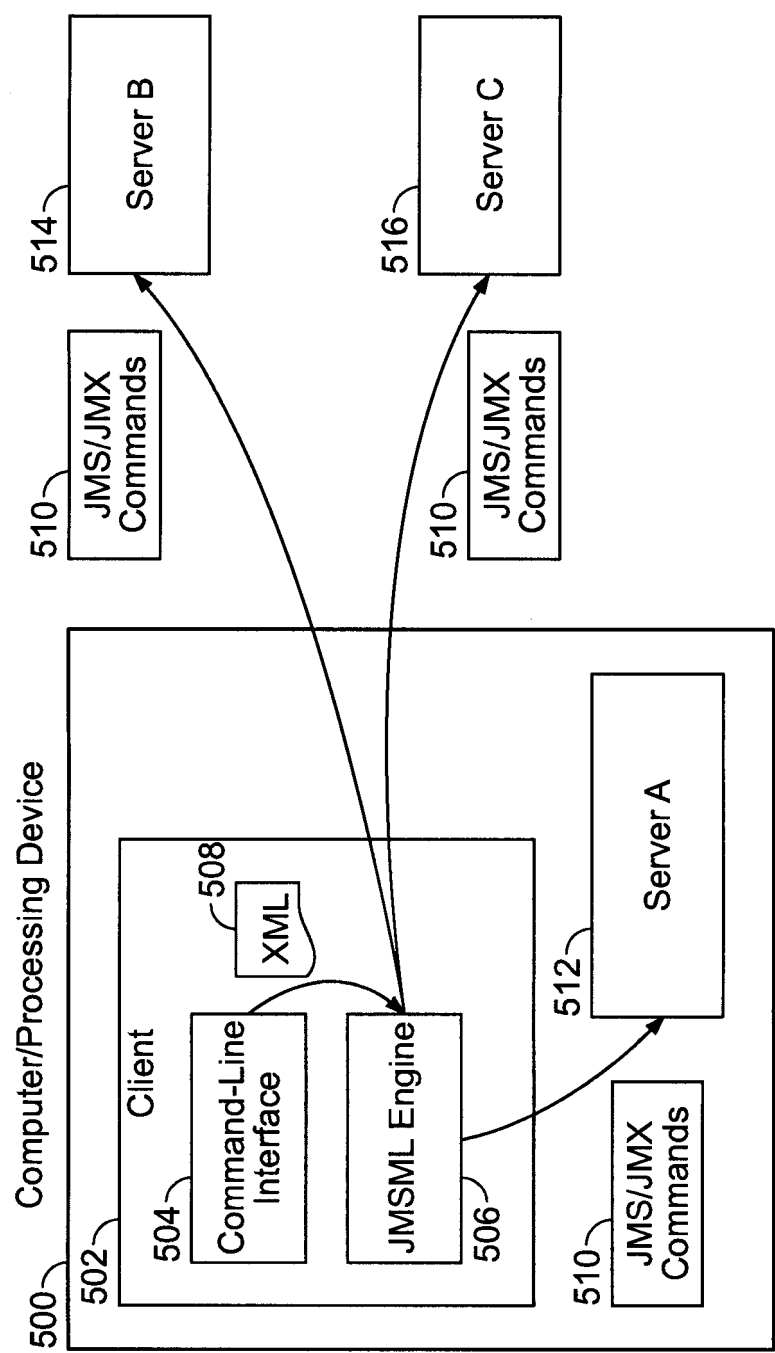 500
Computer/Processing Device
502
Client
504
Command-Line
Interface
508
XML
JMSML Engine
506
510
JMS/JMX
Commands
512
Server A
510
JMS/JMX
Commands
514
Server B
510
JMS/JMX
Commands
516
Server C